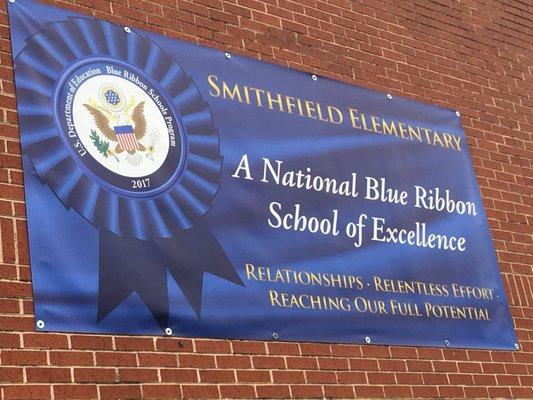 U.S. Department of Education Blue Ribbon Schools Program
2017
SMITHFIELD ELEMENTARY
A National Blue Ribbon
School of Excellence
RELATIONSHIPS · RELENTLESS EFFORT ·
REACHING OUR FULL POTENTIAL